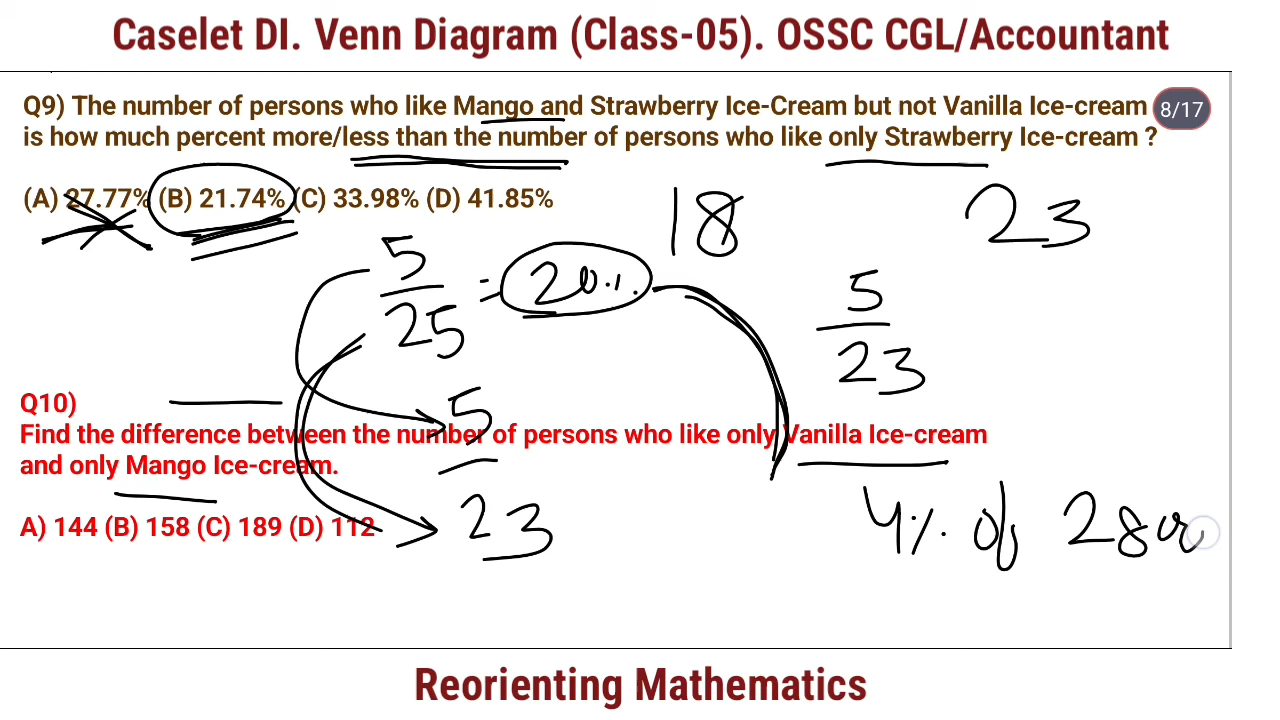 Caselet DI. Venn Diagram (Class-05). OSSC CGL/Accountant
Q9) The number of persons who like Mango and Strawberry Ice-Cream but not Vanilla Ice-cream 8/17
is how much percent more/less than the number of persons who like only Strawberry Ice-cream ?
(A) 27.77% (B) 21.74% (C) 33.98% (D) 41.85%
18
23
5
25
= 20%
5
23
Q10)
5
Find the difference between the number of persons who like only Vanilla Ice-cream
and only Mango Ice-cream.
23
A) 144 (B) 158 (C) 189 (D) 112
4% of
Reorienting Mathematics